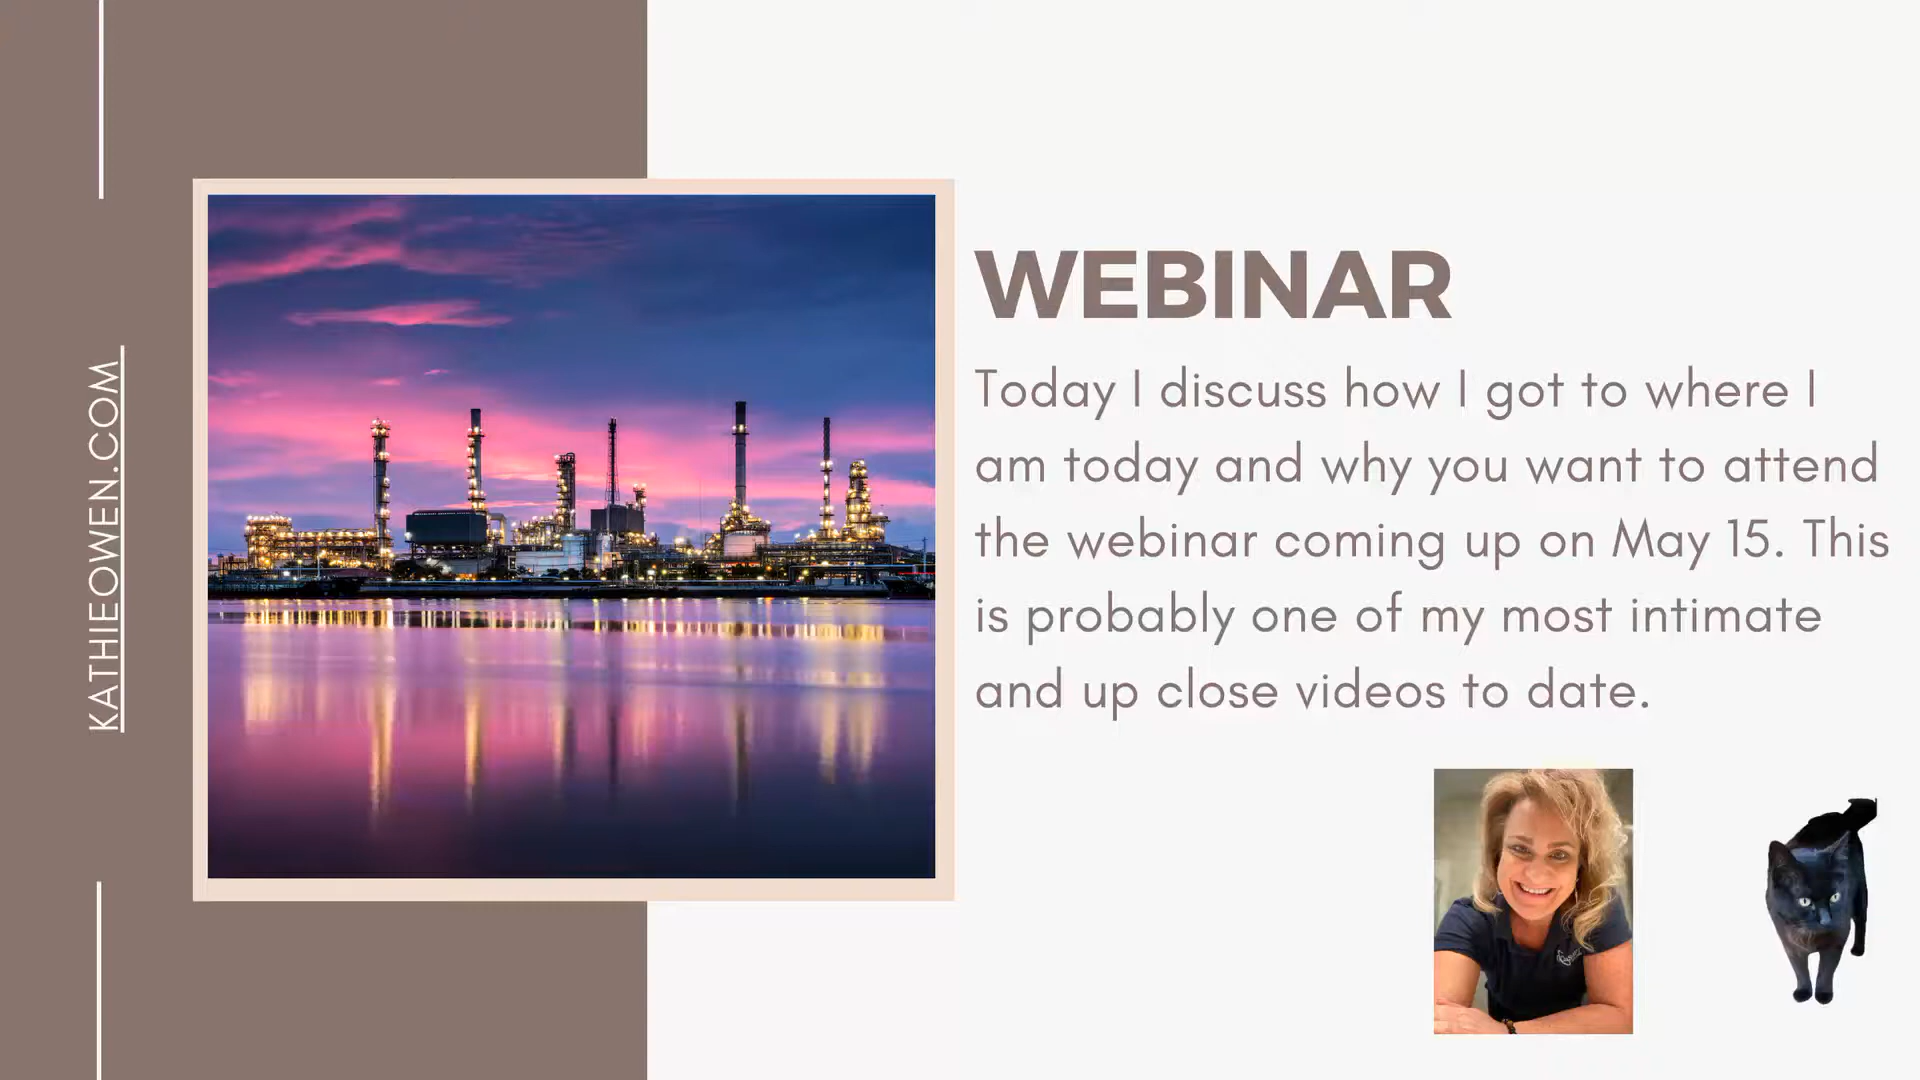 KATHIEOWEN.COM
WEBINAR
Today I discuss how I got to where I
am today and why you want to attend
the webinar coming up on May 15. This
is probably one of my most intimate
and up close videos to date.